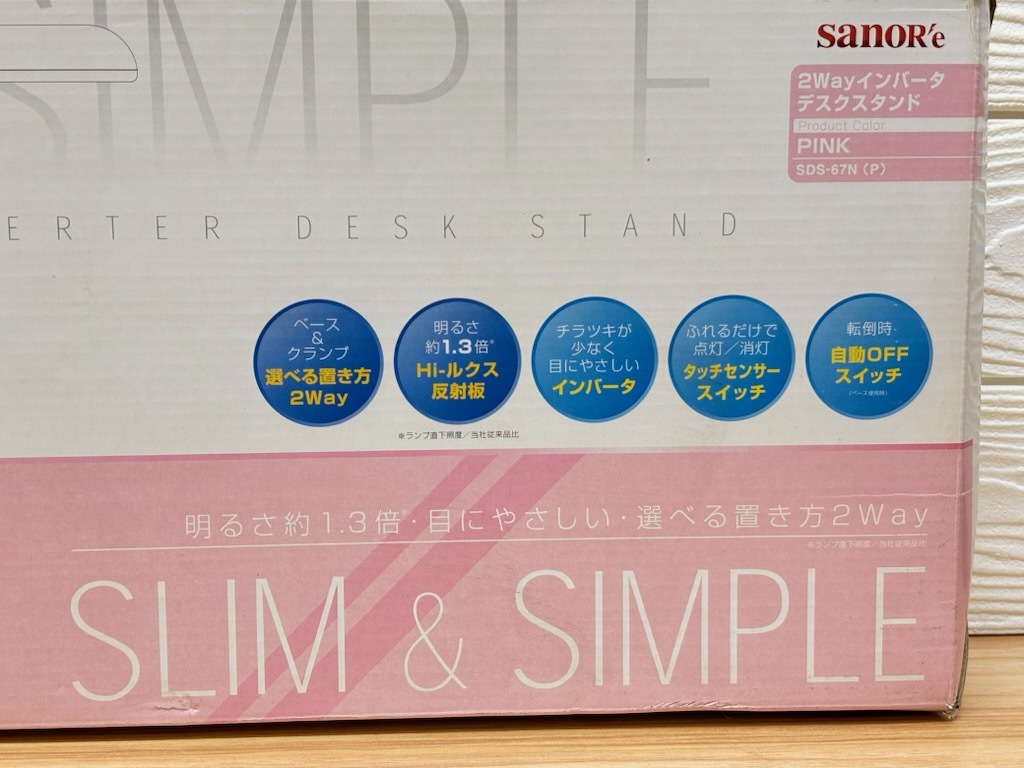 SIMPLE
sanoR'e
2Wayインバータ
デスクスタンド
Product Color
PINK
SDS-67N (P)
ERTER DESK STAND
ベース
&
クランプ
選べる置き方
2Way
明るさ
約1.3倍※
Hi-ルクス
反射板
※ランプ直下照度／当社従来品比
チラツキが
少なく
目にやさしい
インバータ
ふれるだけで
点灯／消灯
タッチセンサー
スイッチ
転倒時
自動OFF
スイッチ
(ベース使用時)
明るさ約1.3倍※・目にやさしい・選べる置き方2Way
※ランプ直下照度／当社従来品比
SLIM & SIMPLE